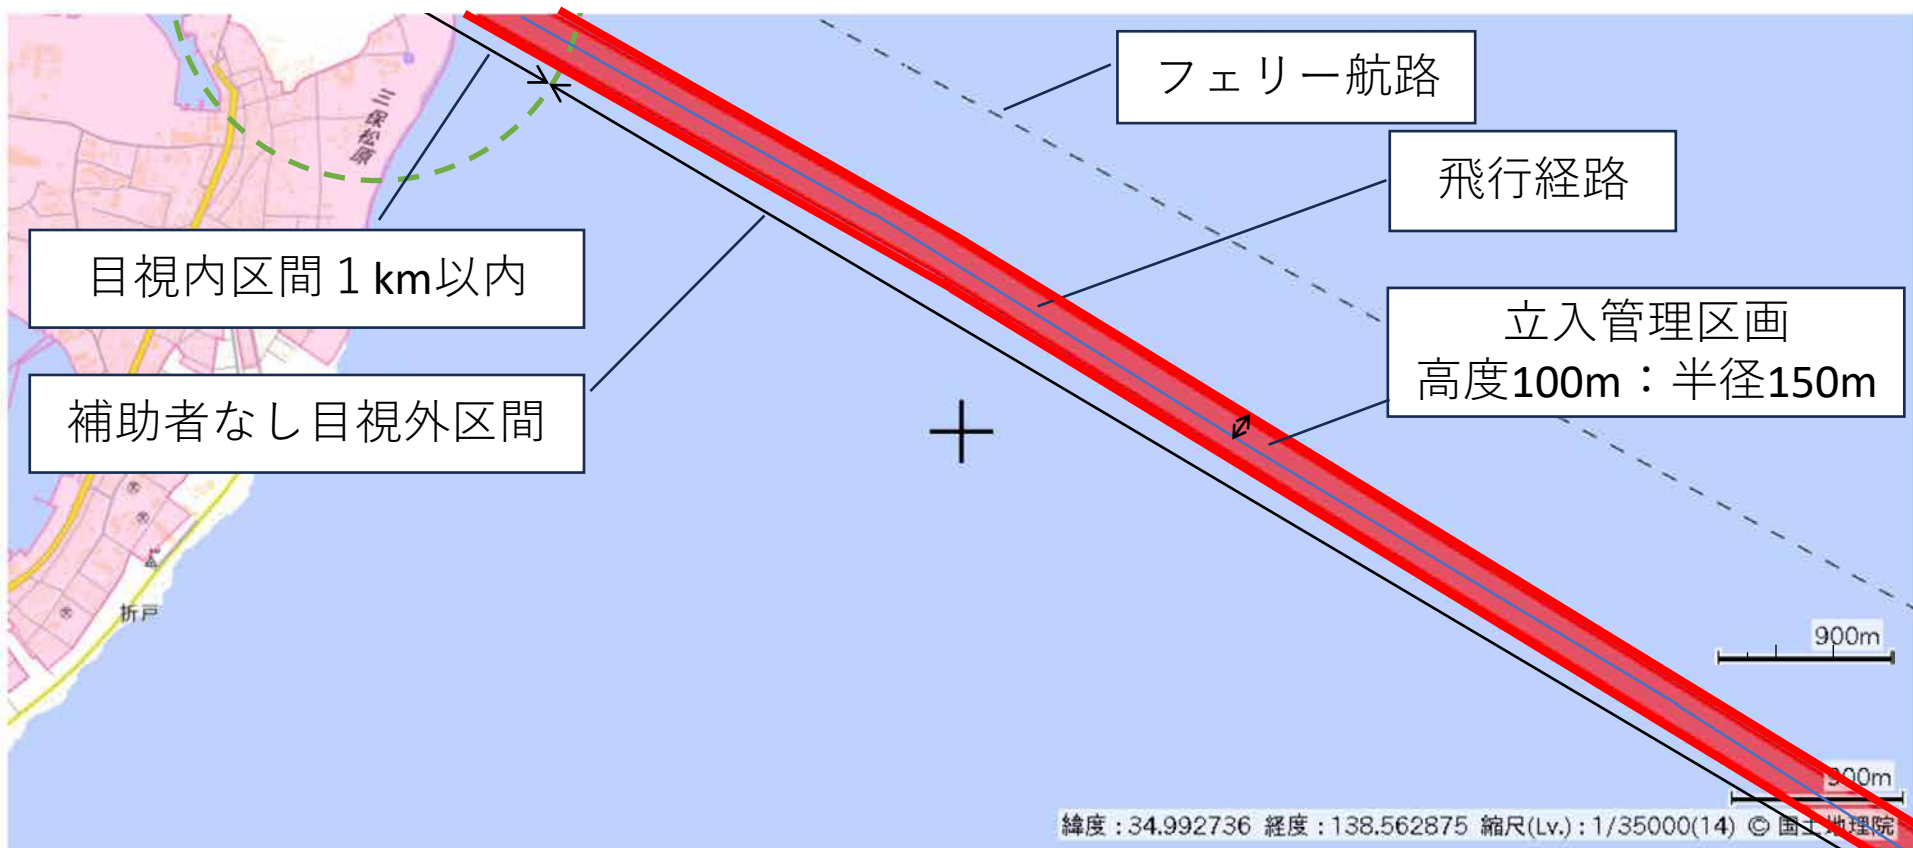 フェリー航路
三保松原
飛行経路
目視内区間１km以内
立入管理区画
高度100m：半径150m
補助者なし目視外区間
折戸
900m
900m
緯度：34.992736 経度：138.562875 縮尺(Lv.)：1/35000(14) © 国土地理院